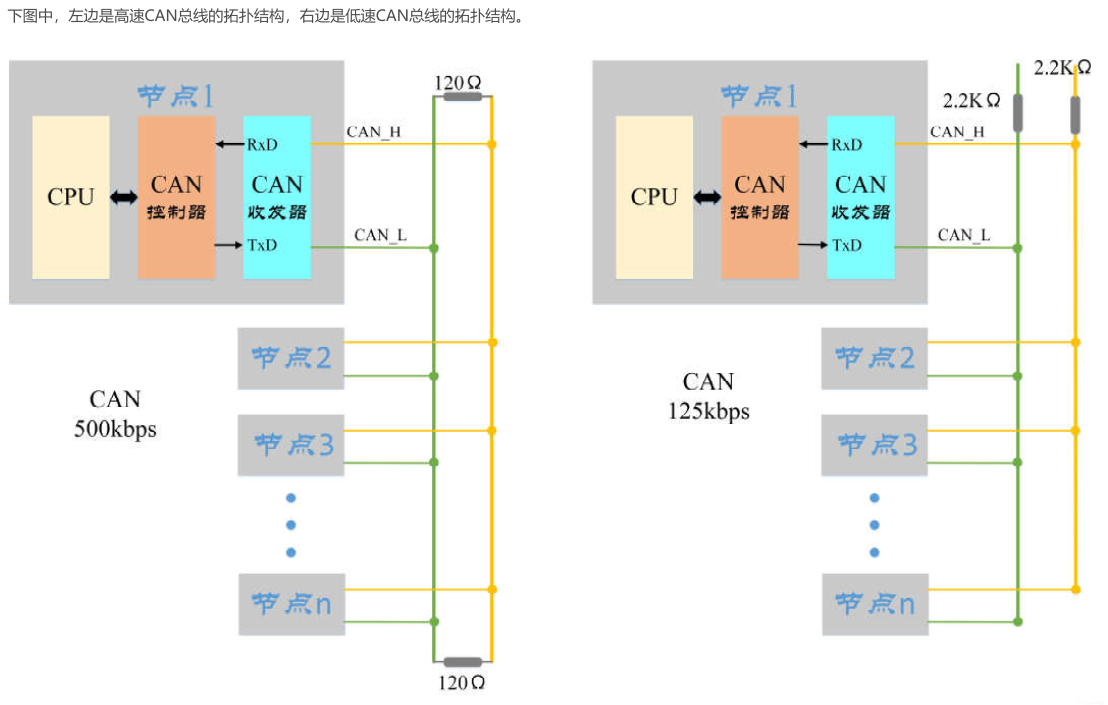 下图中，左边是高速CAN总线的拓扑结构，右边是低速CAN总线的拓扑结构。
节点1
CPU
CAN
控制器
RxD
CAN
收发器
TxD
CAN_H
CAN_L
120Ω
节点2
节点3
节点n
CAN
500kbps
120Ω
节点1
CPU
CAN
控制器
RxD
CAN
收发器
TxD
CAN_H
CAN_L
2.2KΩ
2.2KΩ
节点2
节点3
节点n
CAN
125kbps